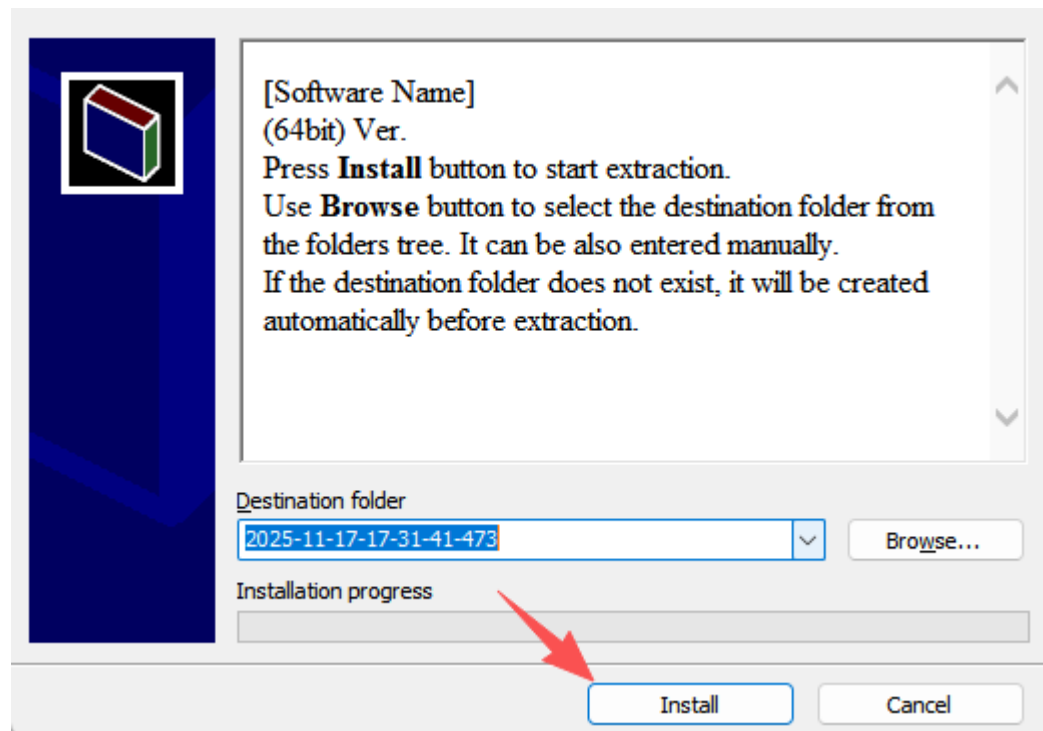 [Software Name]
(64bit) Ver.
Press Install button to start extraction.
Use Browse button to select the destination folder from
the folders tree. It can be also entered manually.
If the destination folder does not exist, it will be created
automatically before extraction.
Destination folder
2025-11-17-17-31-41-473
Browse...
Installation progress
Install
Cancel